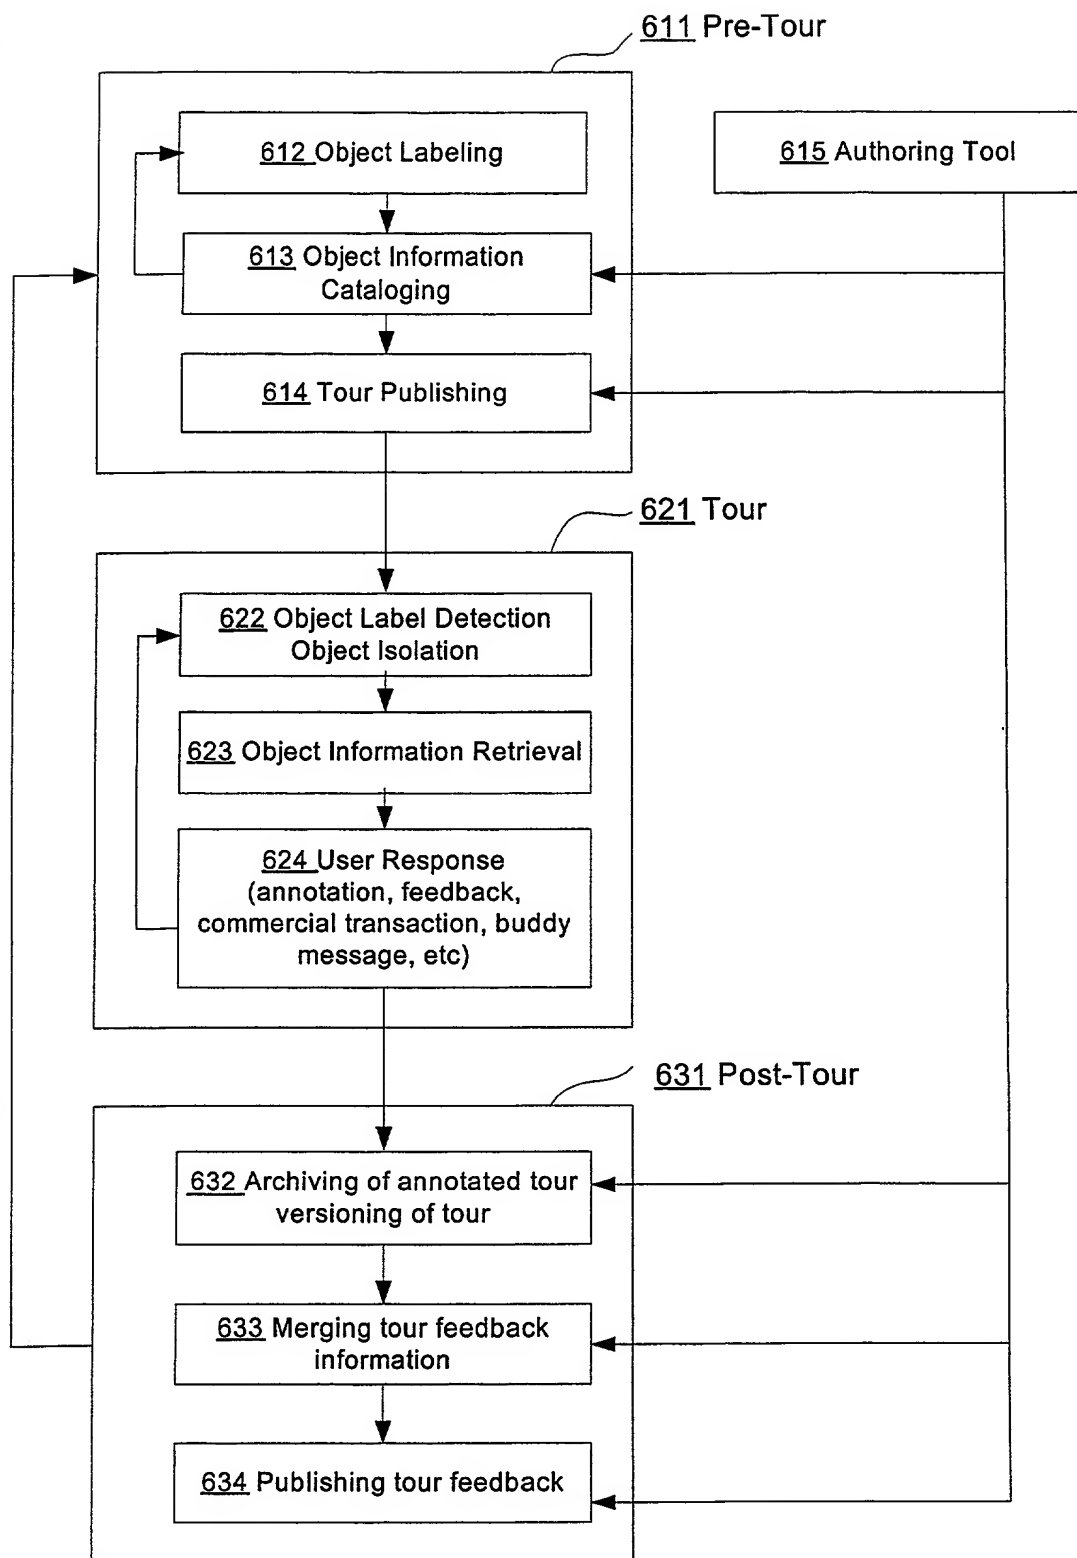 611 Pre-Tour
612 Object Labeling
615 Authoring Tool
613 Object Information
Cataloging
614 Tour Publishing
621 Tour
622 Object Label Detection
Object Isolation
623 Object Information Retrieval
624 User Response
(annotation, feedback,
commercial transaction, buddy
message, etc)
631 Post-Tour
632 Archiving of annotated tour
versioning of tour
633 Merging tour feedback
information
634 Publishing tour feedback